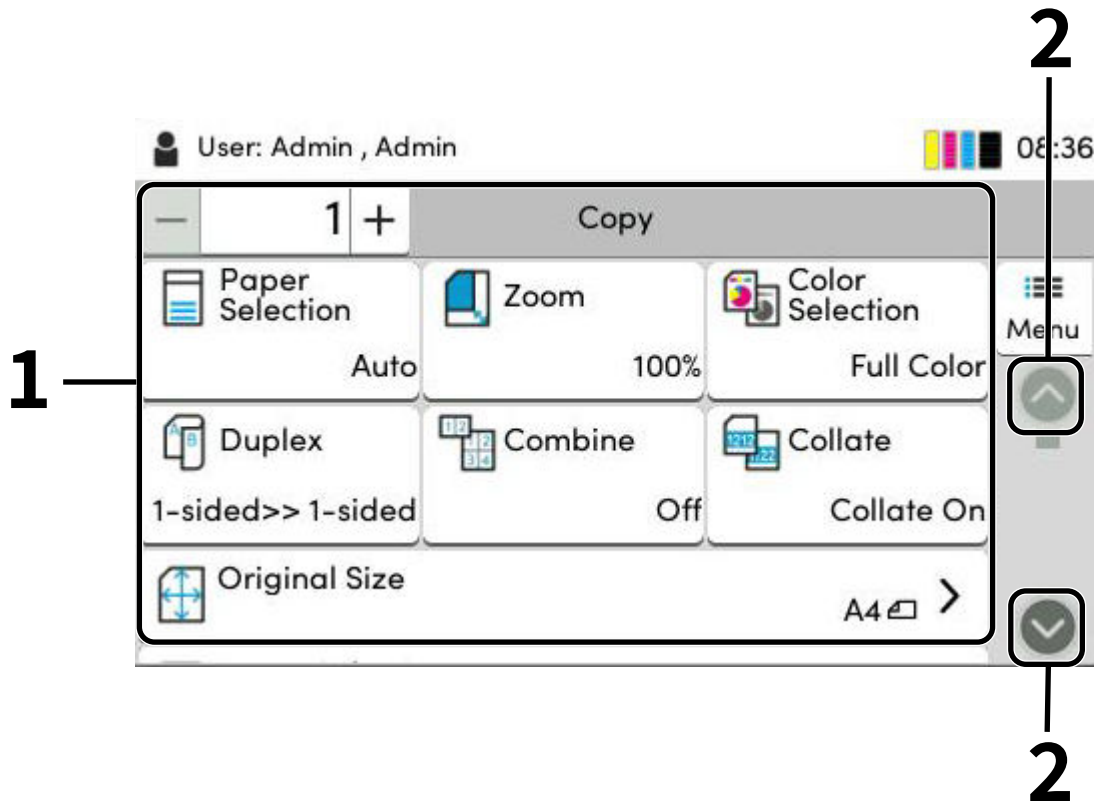 2
User: Admin , Admin
08:36
1
Copy
Paper
Selection
Auto
Zoom
100%
Color
Selection
Full Color
Menu
1
Duplex
1-sided>> 1-sided
Combine
Off
Collate
Collate On
Original Size
A4
2